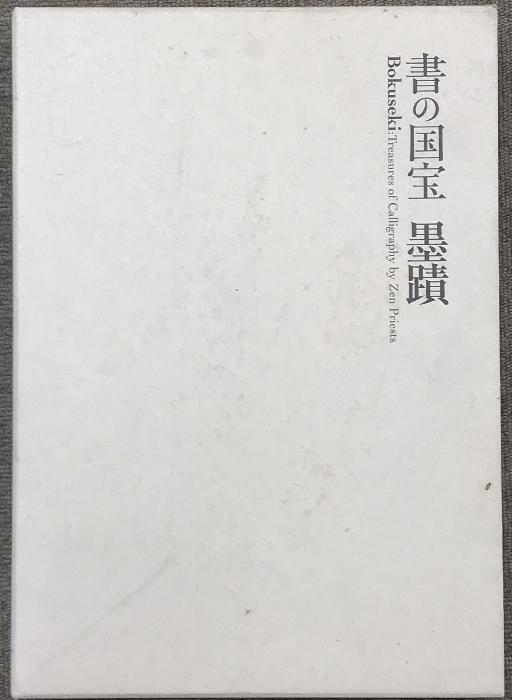 書の国宝 墨蹟
Bokuseki:Treasures of Calligraphy by Zen Priests